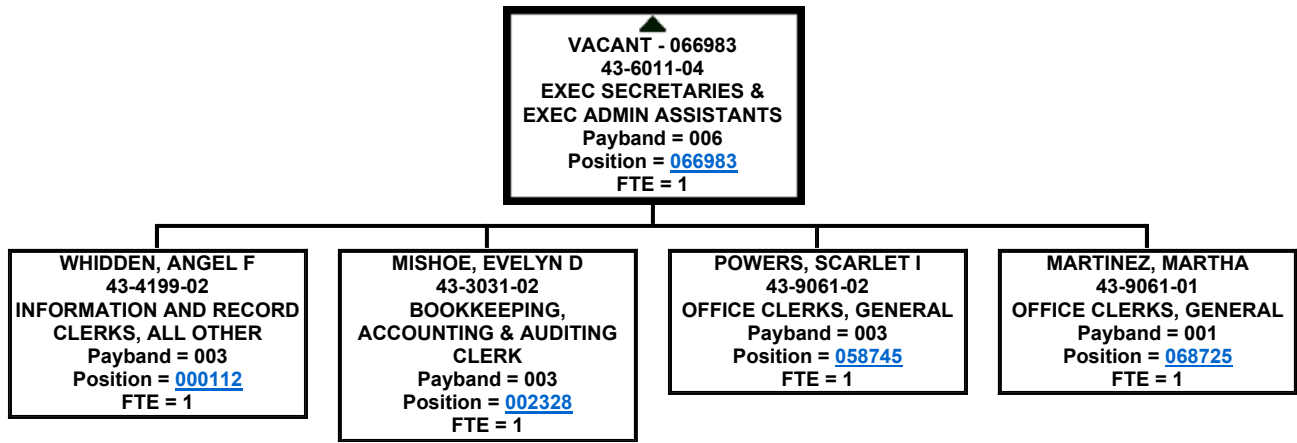 VACANT - 066983
43-6011-04
EXEC SECRETARIES &
EXEC ADMIN ASSISTANTS
Payband = 006
Position = 066983
FTE = 1
WHIDDEN, ANGEL F
43-4199-02
INFORMATION AND RECORD
CLERKS, ALL OTHER
Payband = 003
Position = 000112
FTE = 1
MISHOE, EVELYN D
43-3031-02
BOOKKEEPING,
ACCOUNTING & AUDITING
CLERK
Payband = 003
Position = 002328
FTE = 1
POWERS, SCARLET I
43-9061-02
OFFICE CLERKS, GENERAL
Payband = 003
Position = 058745
FTE = 1
MARTINEZ, MARTHA
43-9061-01
OFFICE CLERKS, GENERAL
Payband = 001
Position = 068725
FTE = 1